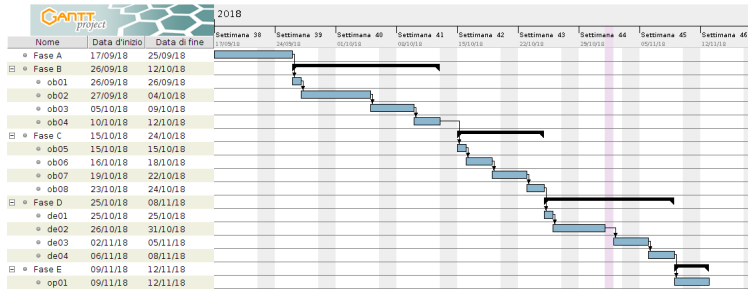 GANTT project
2018
Settimana 38 Settimana 39 Settimana 40 Settimana 41 Settimana 42 Settimana 43 Settimana 44 Settimana 45 Settimana 46
17/09/18 24/09/18 01/10/18 08/10/18 15/10/18 22/10/18 29/10/18 05/11/18 12/11/18
Nome Data d'inizio Data di fine
Fase A 17/09/18 25/09/18
Fase B 26/09/18 12/10/18
ob01 26/09/18 26/09/18
ob02 27/09/18 04/10/18
ob03 05/10/18 09/10/18
ob04 10/10/18 12/10/18
Fase C 15/10/18 24/10/18
ob05 15/10/18 15/10/18
ob06 16/10/18 18/10/18
ob07 19/10/18 22/10/18
ob08 23/10/18 24/10/18
Fase D 25/10/18 08/11/18
de01 25/10/18 25/10/18
de02 26/10/18 31/10/18
de03 02/11/18 05/11/18
de04 06/11/18 08/11/18
Fase E 09/11/18 12/11/18
op01 09/11/18 12/11/18